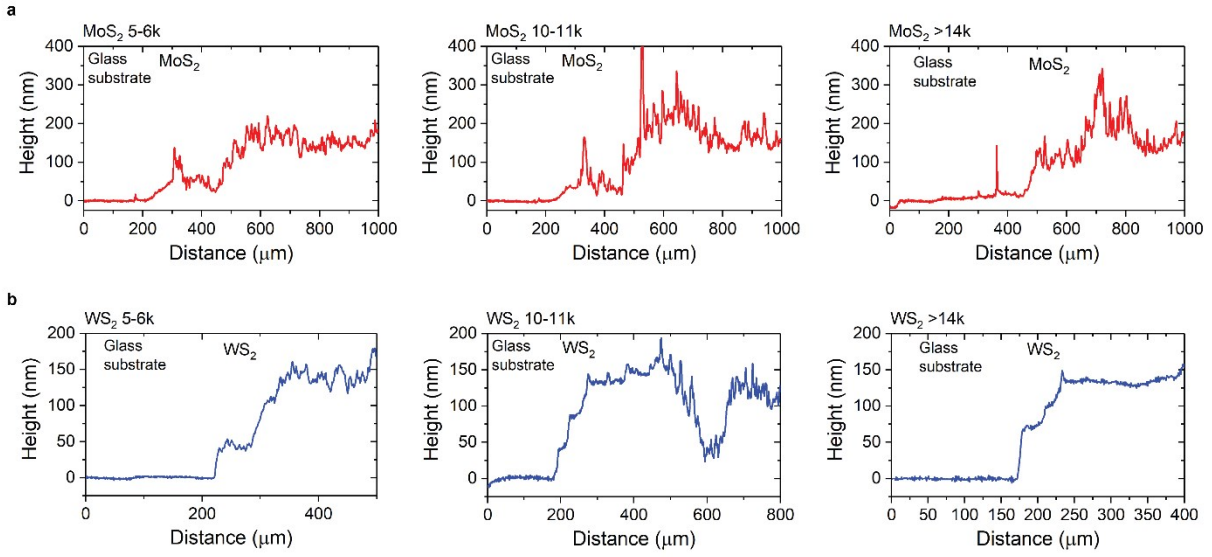 a
MoS2 5-6k
400
300
200
100
0
Height (nm)
Glass
substrate
MoS2
0 200 400 600 800 1000
Distance (μm)
MoS2 10-11k
400
300
200
100
0
Height (nm)
Glass
substrate
MoS2
0 200 400 600 800 1000
Distance (μm)
MoS2 >14k
400
300
200
100
0
Height (nm)
Glass
substrate
MoS2
0 200 400 600 800 1000
Distance (μm)
b
WS2 5-6k
200
150
100
50
0
Height (nm)
Glass
substrate
WS2
0 200 400
Distance (μm)
WS2 10-11k
200
150
100
50
0
Height (nm)
Glass
substrate
WS2
0 200 400 600 800
Distance (μm)
WS2 >14k
200
150
100
50
0
Height (nm)
Glass
substrate
WS2
0 50 100 150 200 250 300 350 400
Distance (μm)